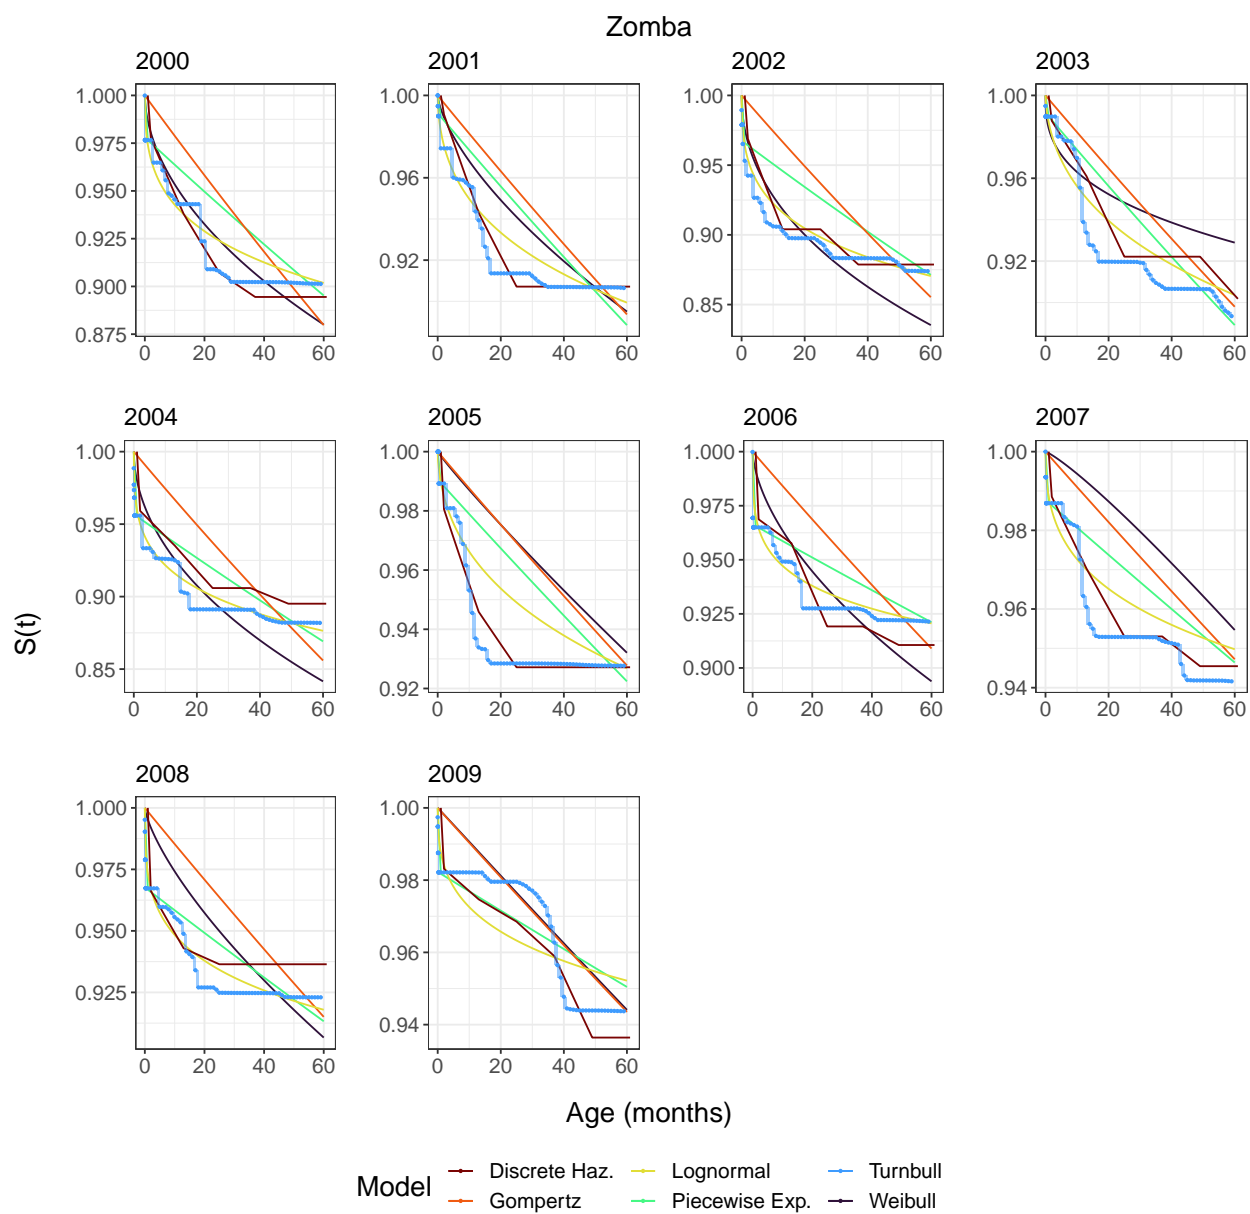 Zomba
2000 2001 2002 2003
1.000 1.00 1.00 1.00
0.975
0.96 0.95 0.96
0.950
0.925 0.90
0.92 0.92
0.900
0.85
0.875
0 20 40 60 0 20 40 60 0 20 40 60 0 20 40 60
2004 2005 2006 2007
1.00 1.00 1.000 1.00
0.98 0.975
0.95 0.98
0.96 0.950
0.90 0.96
0.94 0.925
0.85 0.900
0.92 0.94
0 20 40 60 0 20 40 60 0 20 40 60 0 20 40 60
S(t)
2008 2009
1.000 1.00
0.975 0.98
0.950 0.96
0.925 0.94
0 20 40 60 0 20 40 60
Age (months)
Model Discrete Haz. Lognormal Turnbull
Gompertz Piecewise Exp. Weibull